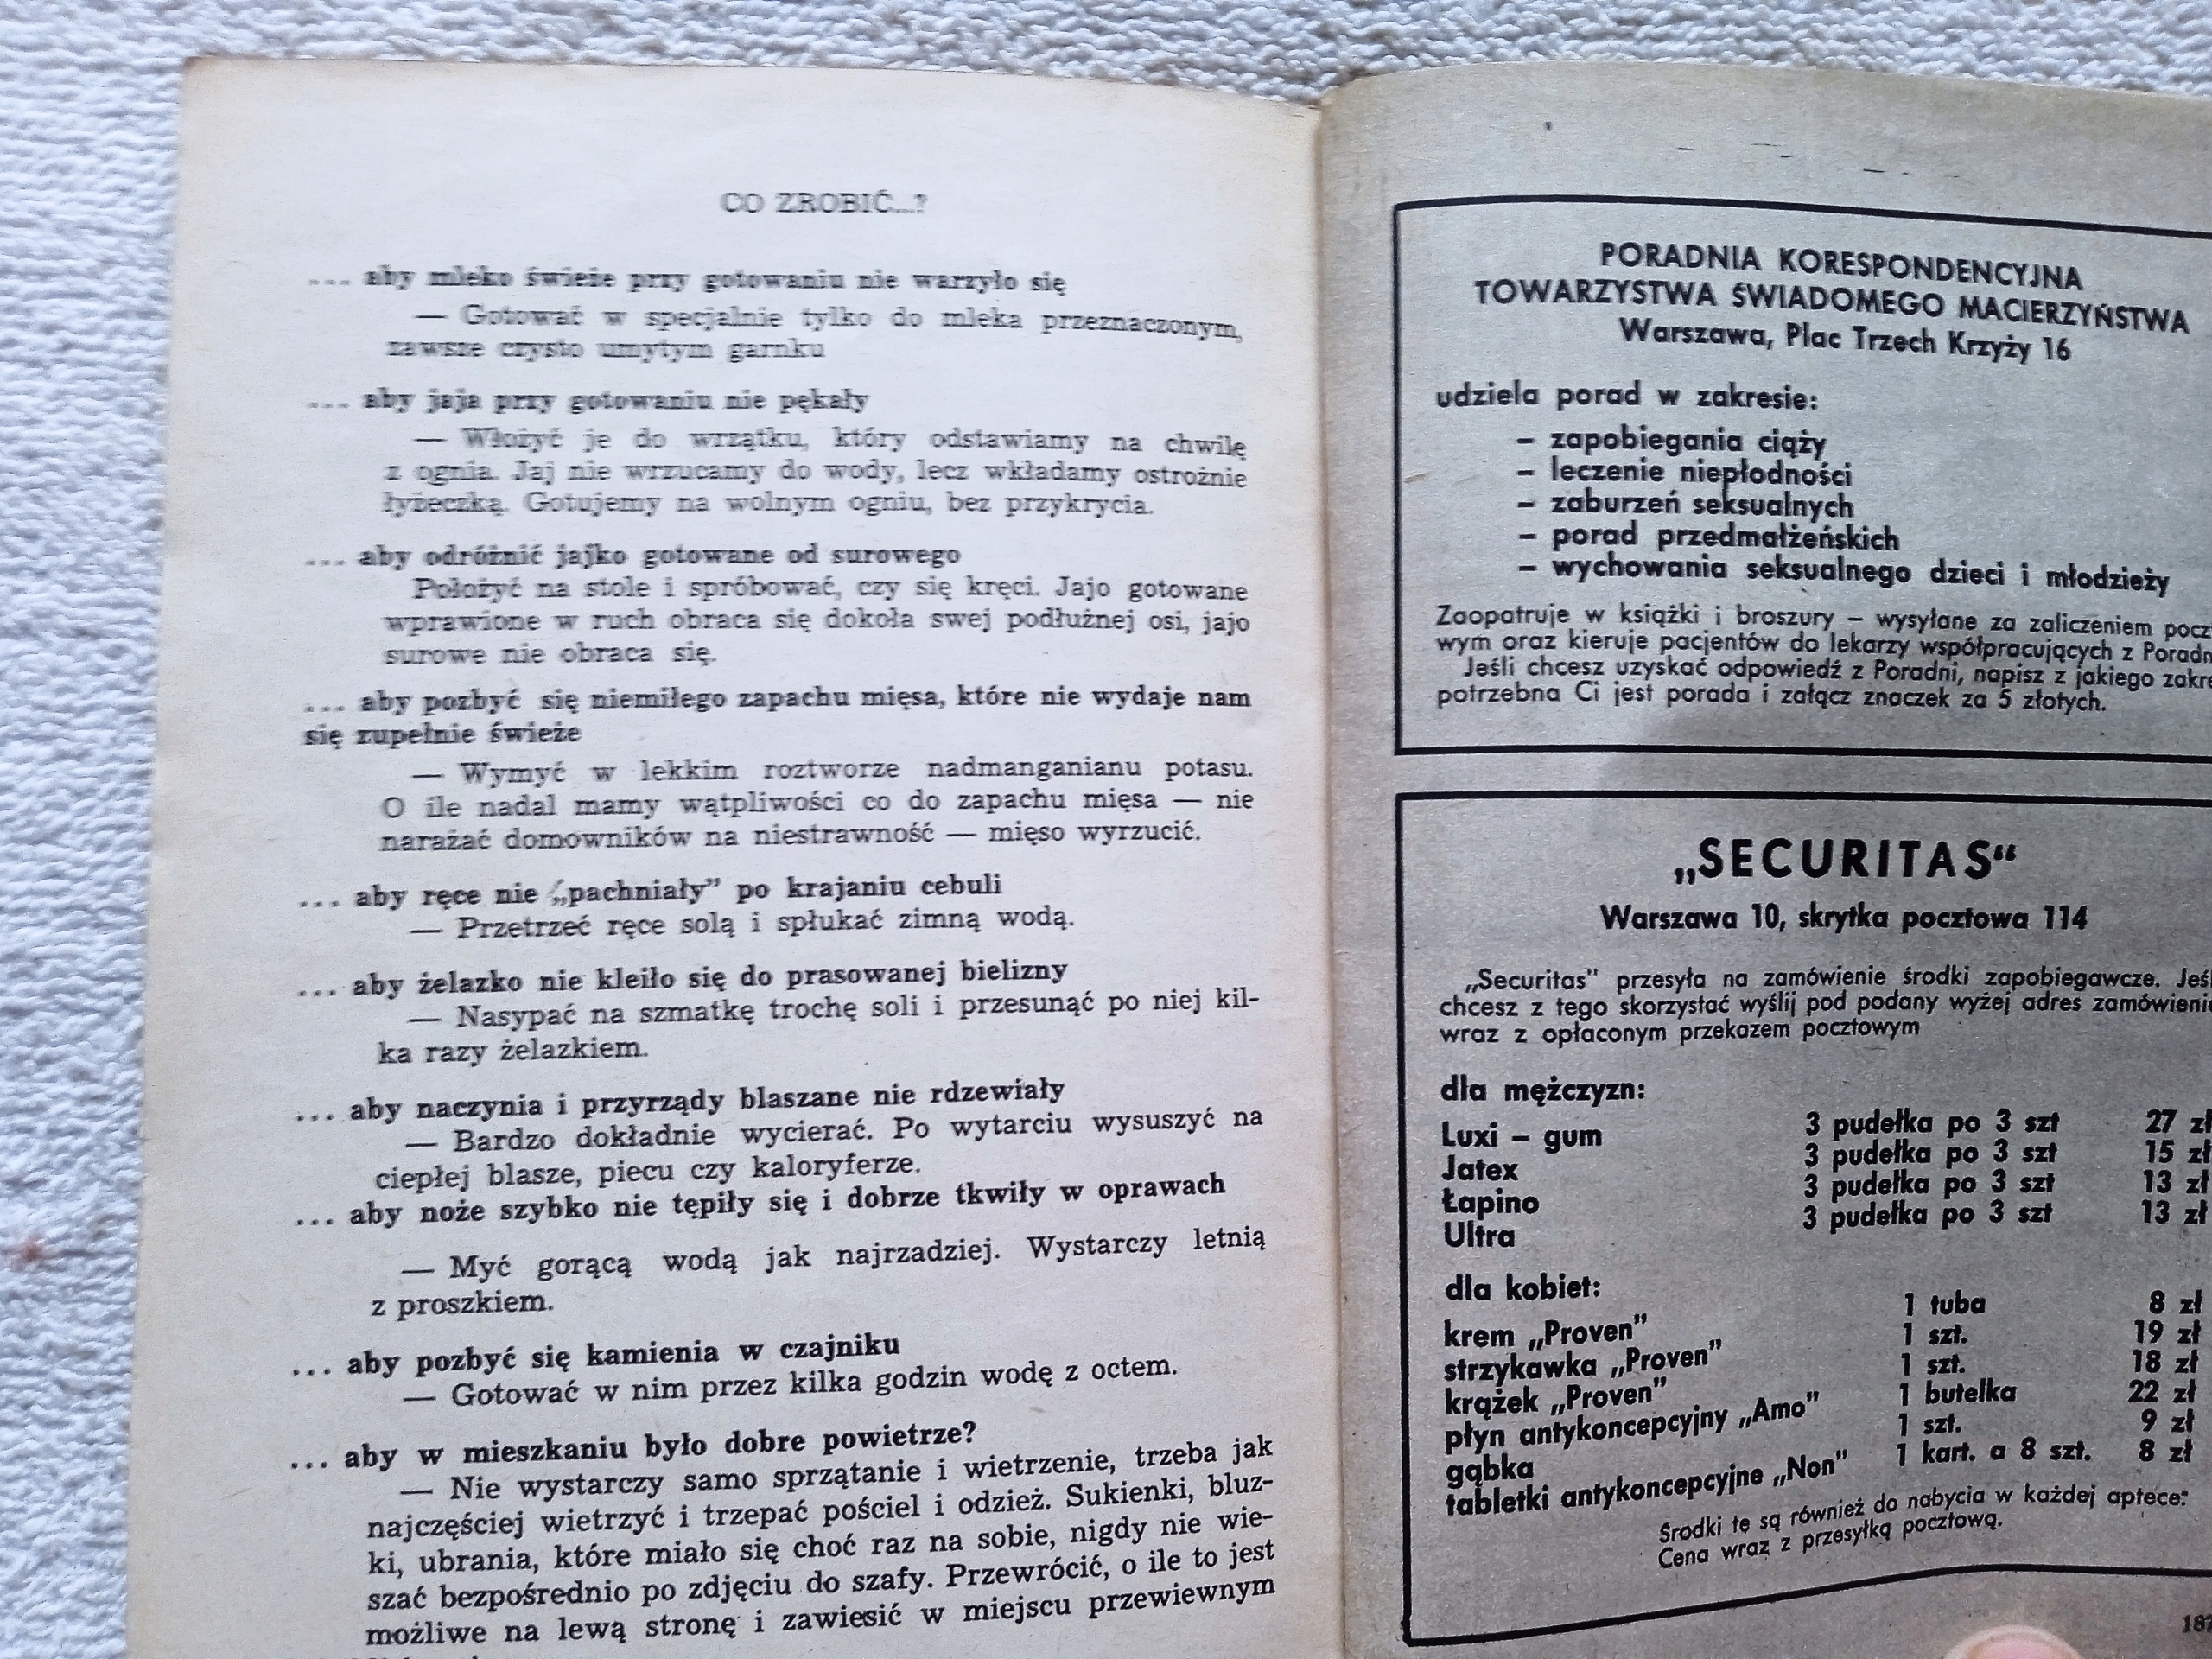 CO ZROBIĆ...?
... aby mleko świeże przy gotowaniu nie warzyło się
— Gotować w specjalnie tylko do mleka przeznaczonym,
zawsze czysto umytym garnku
... aby jaja przy gotowaniu nie pękały
— Włożyć je do wrzątku, który odstawiamy na chwilę
z ognia. Jaj nie wrzucamy do wody, lecz wkładamy ostrożnie
łyżeczką. Gotujemy na wolnym ogniu, bez przykrycia.
... aby odróżnić jajko gotowane od surowego
Położyć na stole i spróbować, czy się kręci. Jajo gotowane
wprawione w ruch obraca się dokoła swej podłużnej osi, jajo
surowe nie obraca się.
... aby pozbyć się niemiłego zapachu mięsa, które nie wydaje nam
się zupełnie świeże
— Wymyć w lekkim roztworze nadmanganianu potasu.
O ile nadal mamy wątpliwości co do zapachu mięsa — nie
narażać domowników na niestrawność — mięso wyrzucić.
... aby ręce nie „pachniały” po krajaniu cebuli
— Przetrzeć ręce solą i spłukać zimną wodą.
... aby żelazko nie kleiło się do prasowanej bielizny
— Nasypać na szmatkę trochę soli i przesunąć po niej kil-
ka razy żelazkiem.
... aby naczynia i przyrządy blaszane nie rdzewiały
— Bardzo dokładnie wycierać. Po wytarciu wysuszyć na
ciepłej blasze, piecu czy kaloryferze.
... aby noże szybko nie tępiły się i dobrze tkwiły w oprawach
— Myć gorącą wodą jak najrzadziej. Wystarczy letnią
z proszkiem.
... aby pozbyć się kamienia w czajniku
— Gotować w nim przez kilka godzin wodę z octem.
... aby w mieszkaniu było dobre powietrze?
— Nie wystarczy samo sprzątanie i wietrzenie, trzeba jak
najczęściej wietrzyć i trzepać pościel i odzież. Sukienki, bluz-
ki, ubrania, które miało się choć raz na sobie, nigdy nie wie-
szać bezpośrednio po zdjęciu do szafy. Przewrócić, o ile to jest
możliwe na lewą stronę i zawiesić w miejscu przewiewnym
PORADNIA KORESPONDENCYJNA
TOWARZYSTWA ŚWIADOMEGO MACIERZYŃSTWA
Warszawa, Plac Trzech Krzyży 16
udziela porad w zakresie:
– zapobiegania ciąży
– leczenie niepłodności
– zaburzeń seksualnych
– porad przedmałżeńskich
– wychowania seksualnego dzieci i młodzieży
Zaopatruje w książki i broszury – wysyłane za zaliczeniem pocz
wym oraz kieruje pacjentów do lekarzy współpracujących z Poradn
Jeśli chcesz uzyskać odpowiedź z Poradni, napisz z jakiego zakre
potrzebna Ci jest porada i załącz znaczek za 5 złotych.
„SECURITAS“
Warszawa 10, skrytka pocztowa 114
„Securitas” przesyła na zamówienie środki zapobiegawcze. Jeś
chcesz z tego skorzystać wyślij pod podany wyżej adres zamówieni
wraz z opłaconym przekazem pocztowym
dla mężczyzn:
Luxi – gum 3 pudełka po 3 szt 27 zł
Jatex 3 pudełka po 3 szt 15 zł
Łapino 3 pudełka po 3 szt 13 zł
Ultra 3 pudełka po 3 szt 13 zł
dla kobiet:
krem „Proven” 1 tuba 8 zł
strzykawka „Proven” 1 szt. 19 zł
krążek „Proven” 1 szt. 18 zł
płyn antykoncepcyjny „Amo” 1 butelka 22 zł
gąbka 1 szt. 9 zł
tabletki antykoncepcyjne „Non” 1 kart. a 8 szt. 8 zł
Środki te są również do nabycia w każdej aptece.
Cena wraz z przesyłką pocztową.
187